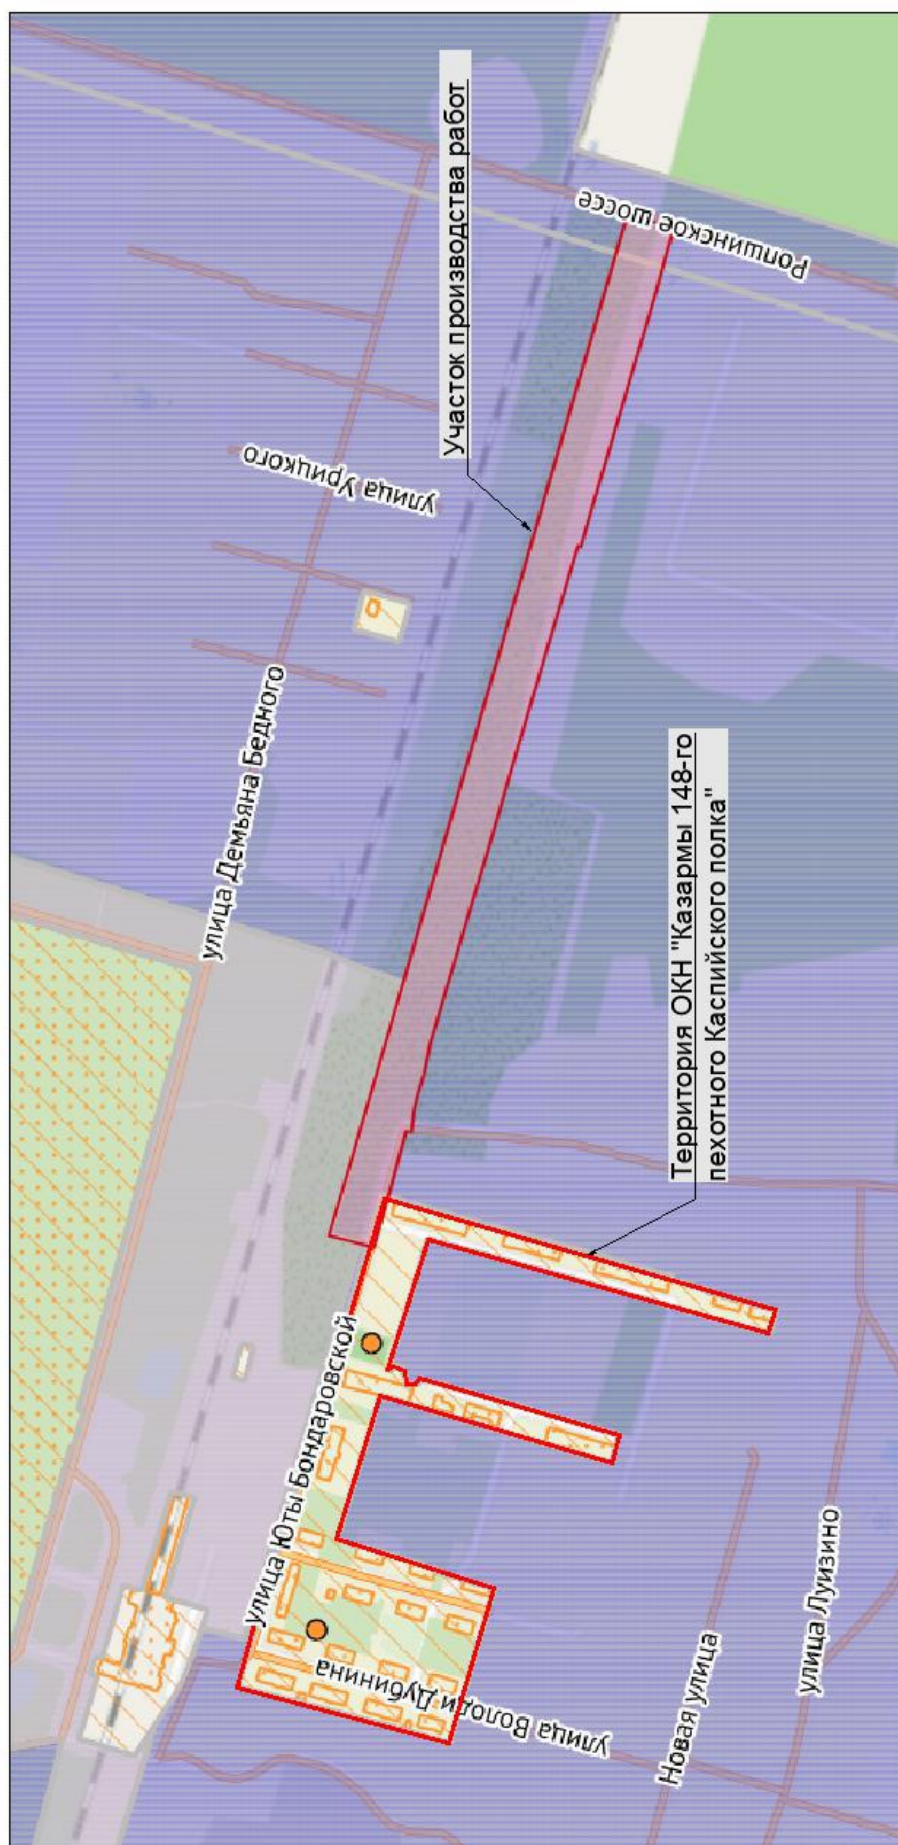 Участок производства работ
Ропшинское шоссе
улица Урицкого
улица Демьяна Бедного
Территория ОКН "Казармы 148-го
пехотного Каспийского полка"
улица Юты Бондаровской
улица Володи Дубинина
Новая улица
улица Луизино